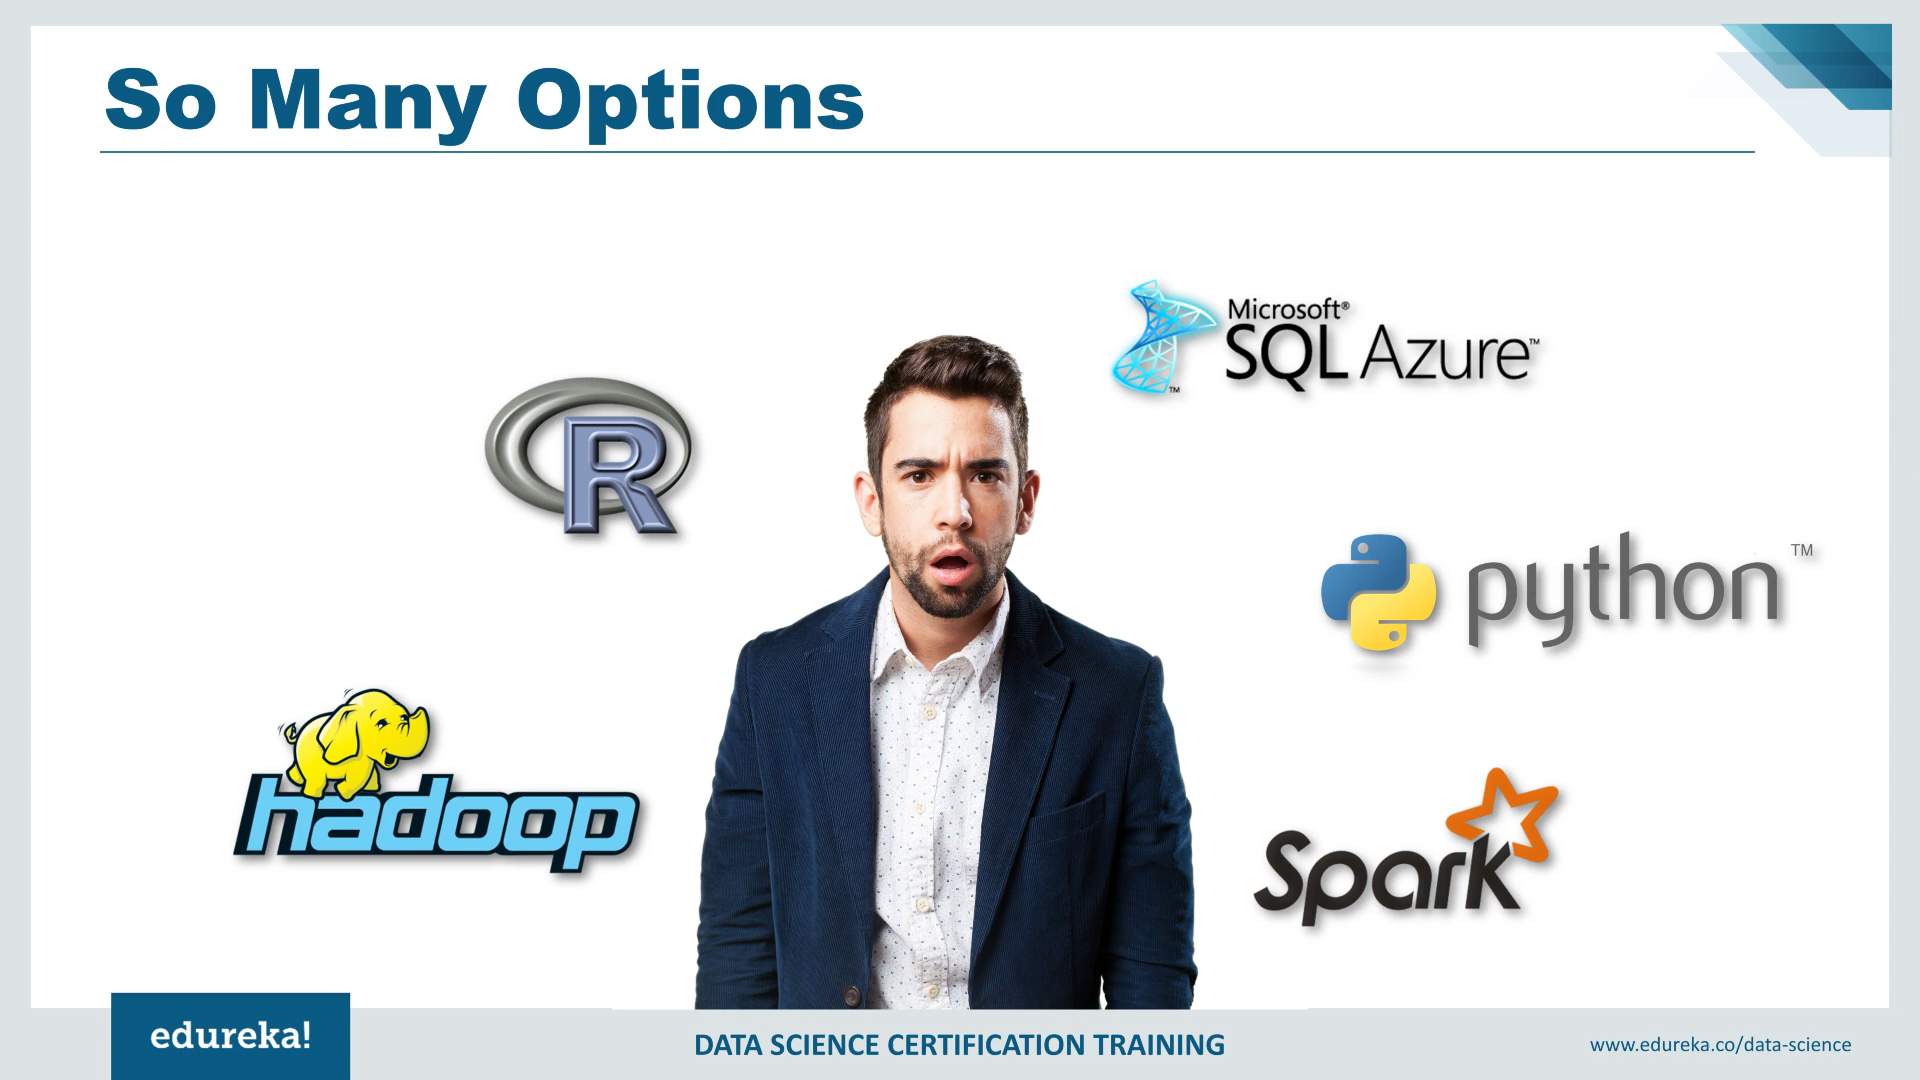 So Many Options
Microsoft®
SQL Azure™
™
R
python™
hadoop
Spark
edureka!
DATA SCIENCE CERTIFICATION TRAINING
www.edureka.co/data-science